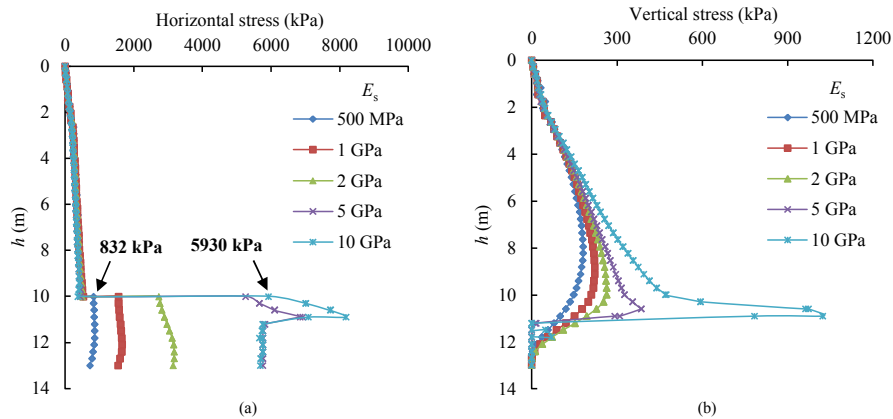 Horizontal stress (kPa)
0 2000 4000 6000 8000 10000
0
2
4
6
8
10
12
14
h (m)
Es
500 MPa
1 GPa
2 GPa
5 GPa
10 GPa
832 kPa
5930 kPa
(a)
Vertical stress (kPa)
0 300 600 900 1200
0
2
4
6
8
10
12
14
h (m)
Es
500 MPa
1 GPa
2 GPa
5 GPa
10 GPa
(b)